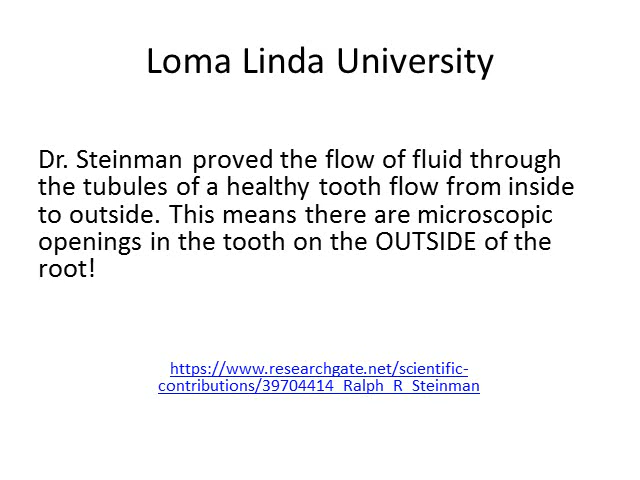 Loma Linda University
Dr. Steinman proved the flow of fluid through
the tubules of a healthy tooth flow from inside
to outside. This means there are microscopic
openings in the tooth on the OUTSIDE of the
root!
https://www.researchgate.net/scientific-
contributions/39704414_Ralph_R_Steinman